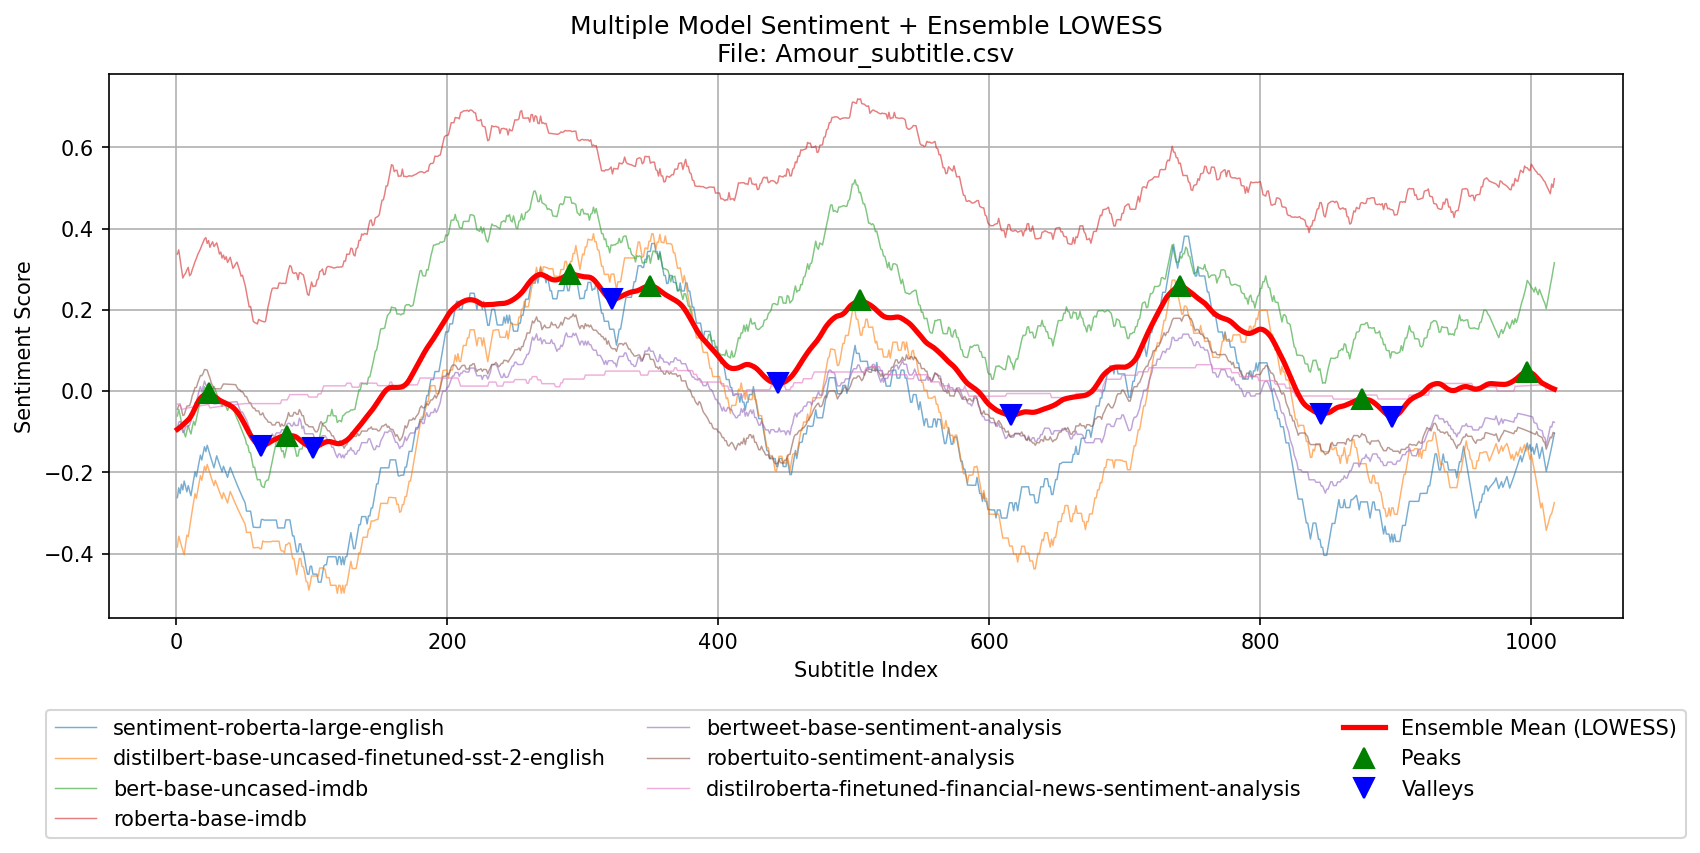 Multiple Model Sentiment + Ensemble LOWESS
File: Amour_subtitle.csv
Sentiment Score
0.6
0.4
0.2
0.0
−0.2
−0.4
0
200
400
600
800
1000
Subtitle Index
sentiment-roberta-large-english
distilbert-base-uncased-finetuned-sst-2-english
bert-base-uncased-imdb
roberta-base-imdb
bertweet-base-sentiment-analysis
robertuito-sentiment-analysis
distilroberta-finetuned-financial-news-sentiment-analysis
Ensemble Mean (LOWESS)
Peaks
Valleys